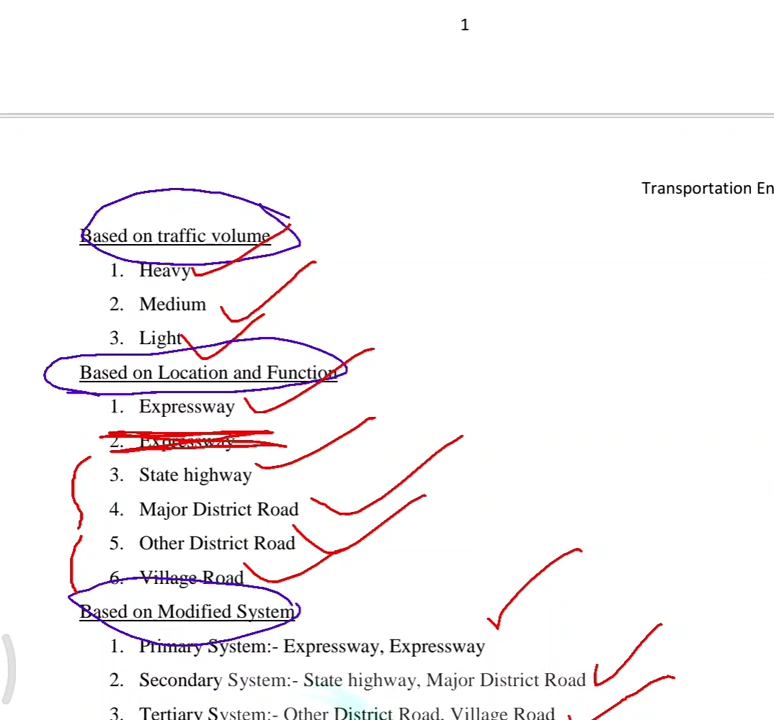 1
Transportation En
Based on traffic volume
1. Heavy
2. Medium
3. Light
Based on Location and Function
1. Expressway
2. Expressway
3. State highway
4. Major District Road
5. Other District Road
6. Village Road
Based on Modified System
1. Primary System:- Expressway, Expressway
2. Secondary System:- State highway, Major District Road
3. Tertiary System:- Other District Road, Village Road